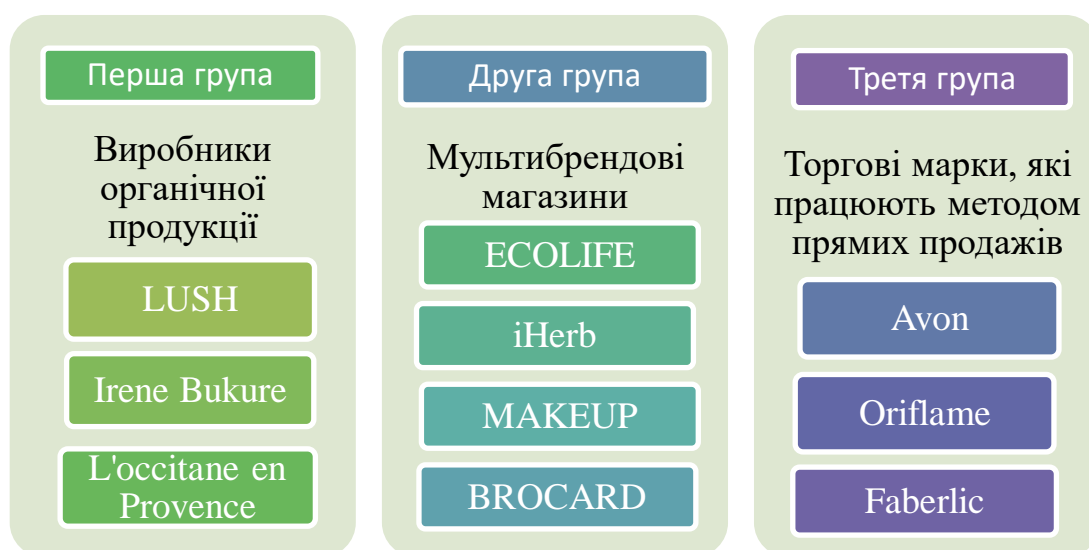 Перша група
Виробники
органічної
продукції
LUSH
Irene Bukure
L'occitane en
Provence
Друга група
Мультибрендові
магазини
ECOLIFE
iHerb
MAKEUP
BROCARD
Третя група
Торгові марки, які
працюють методом
прямих продажів
Avon
Oriflame
Faberlic